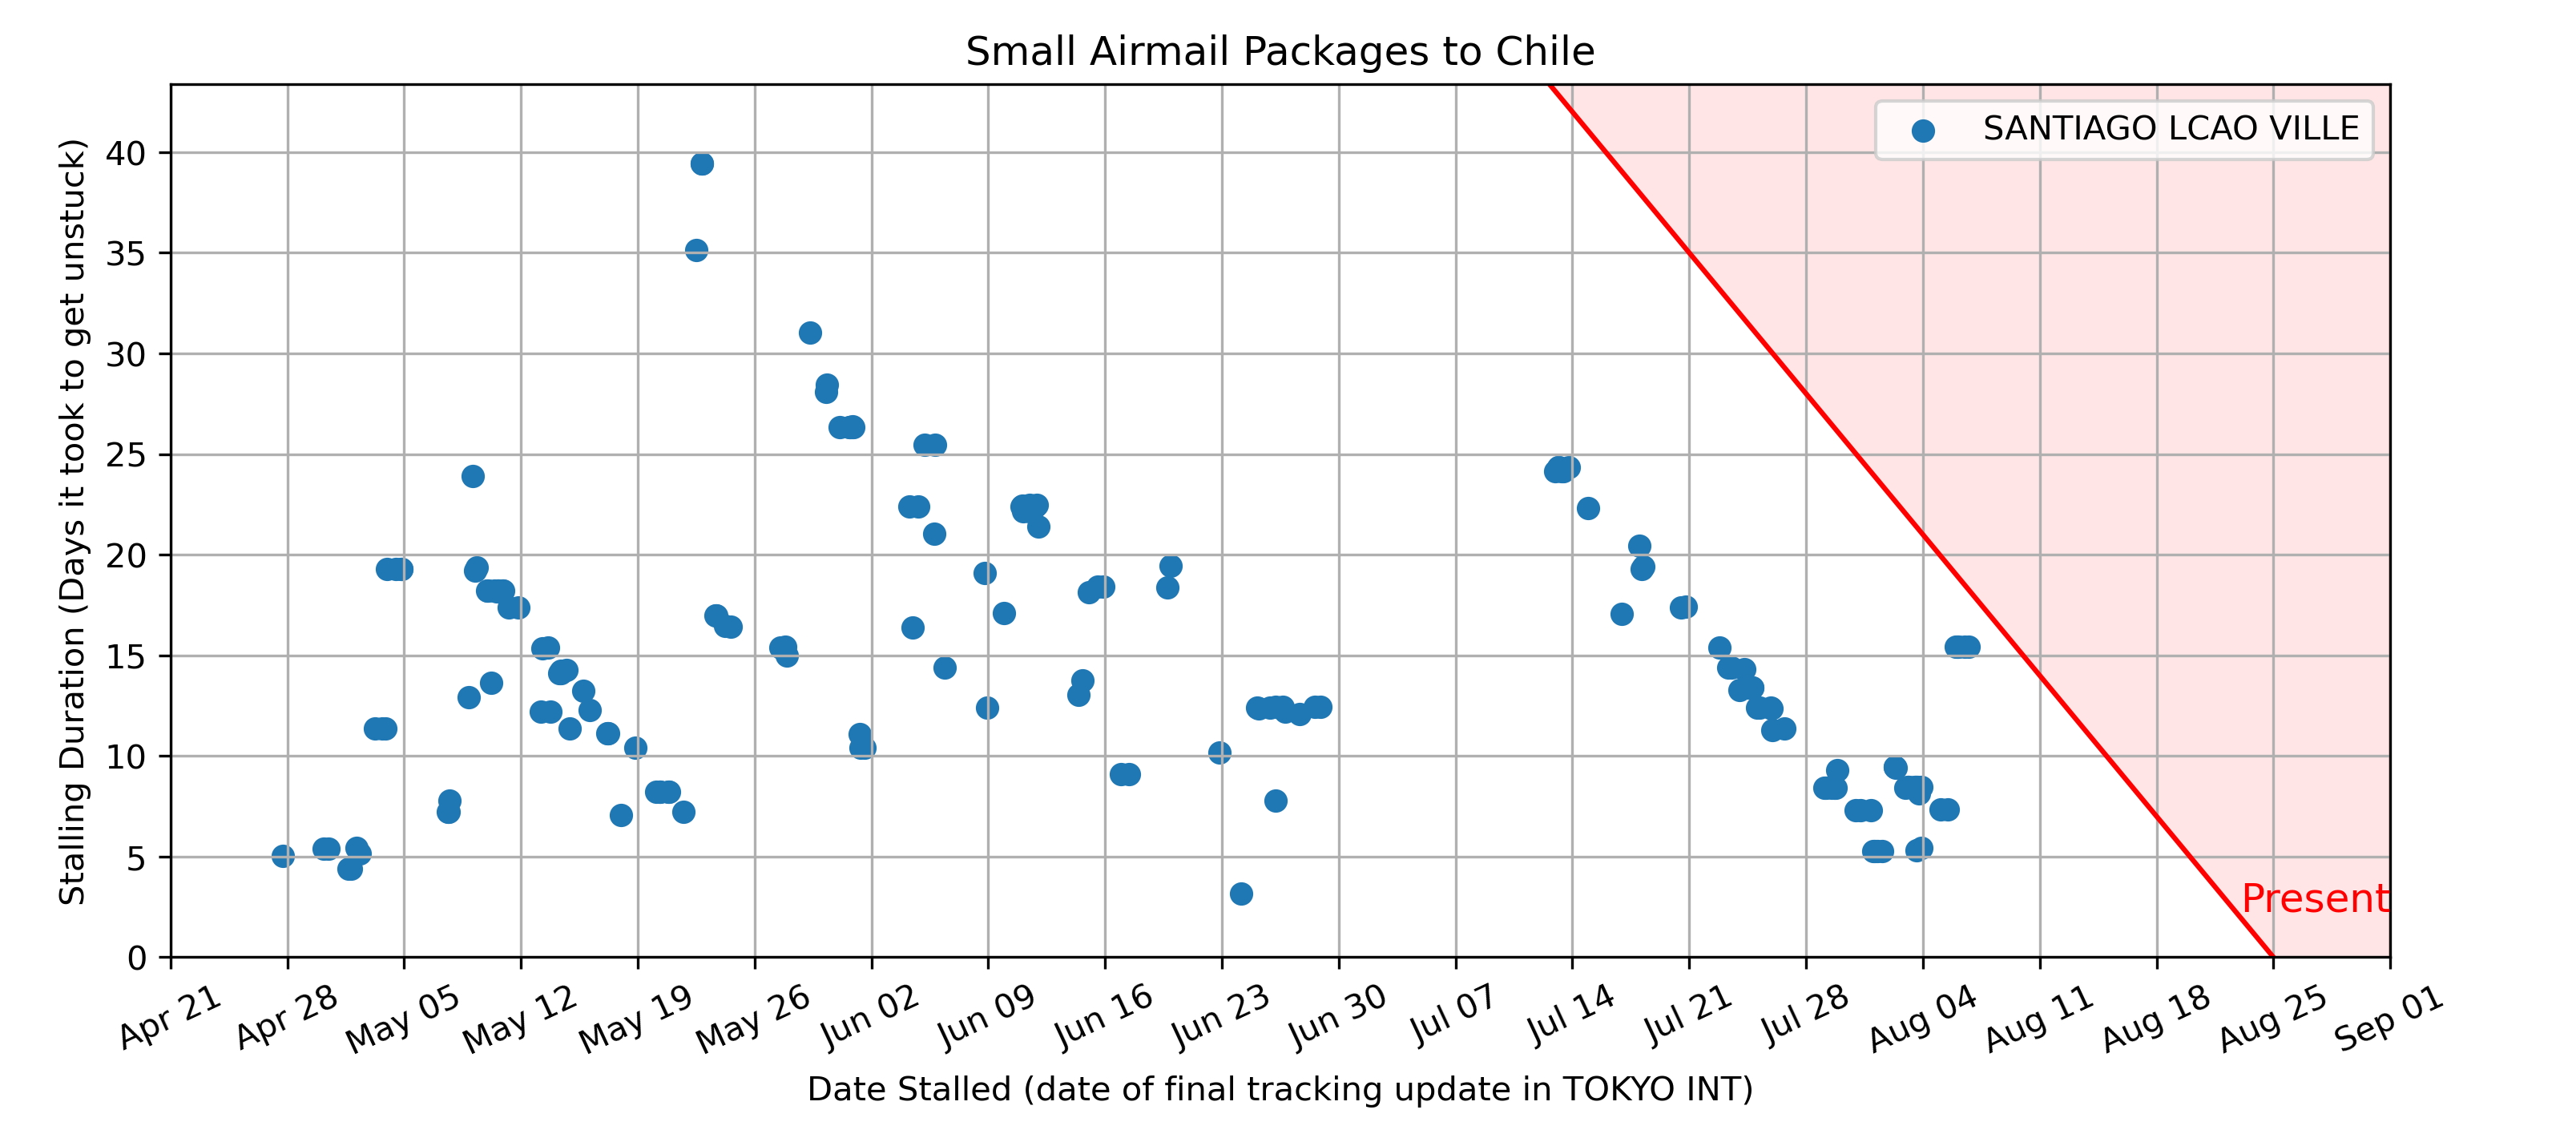 Small Airmail Packages to Chile
SANTIAGO LCAO VILLE
Stalling Duration (Days it took to get unstuck)
40
35
30
25
20
15
10
5
0
Present
Apr 21 Apr 28 May 05 May 12 May 19 May 26 Jun 02 Jun 09 Jun 16 Jun 23 Jun 30 Jul 07 Jul 14 Jul 21 Jul 28 Aug 04 Aug 11 Aug 18 Aug 25 Sep 01
Date Stalled (date of final tracking update in TOKYO INT)